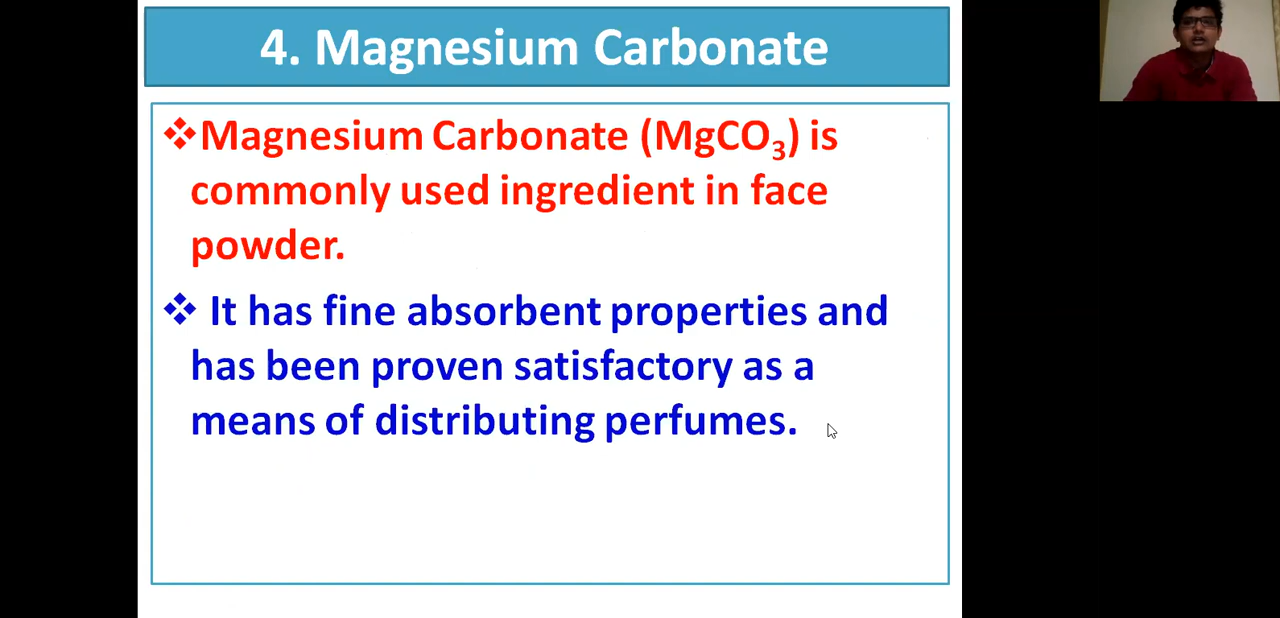 4. Magnesium Carbonate
❖Magnesium Carbonate (MgCO₃) is
commonly used ingredient in face
powder.
❖ It has fine absorbent properties and
has been proven satisfactory as a
means of distributing perfumes.